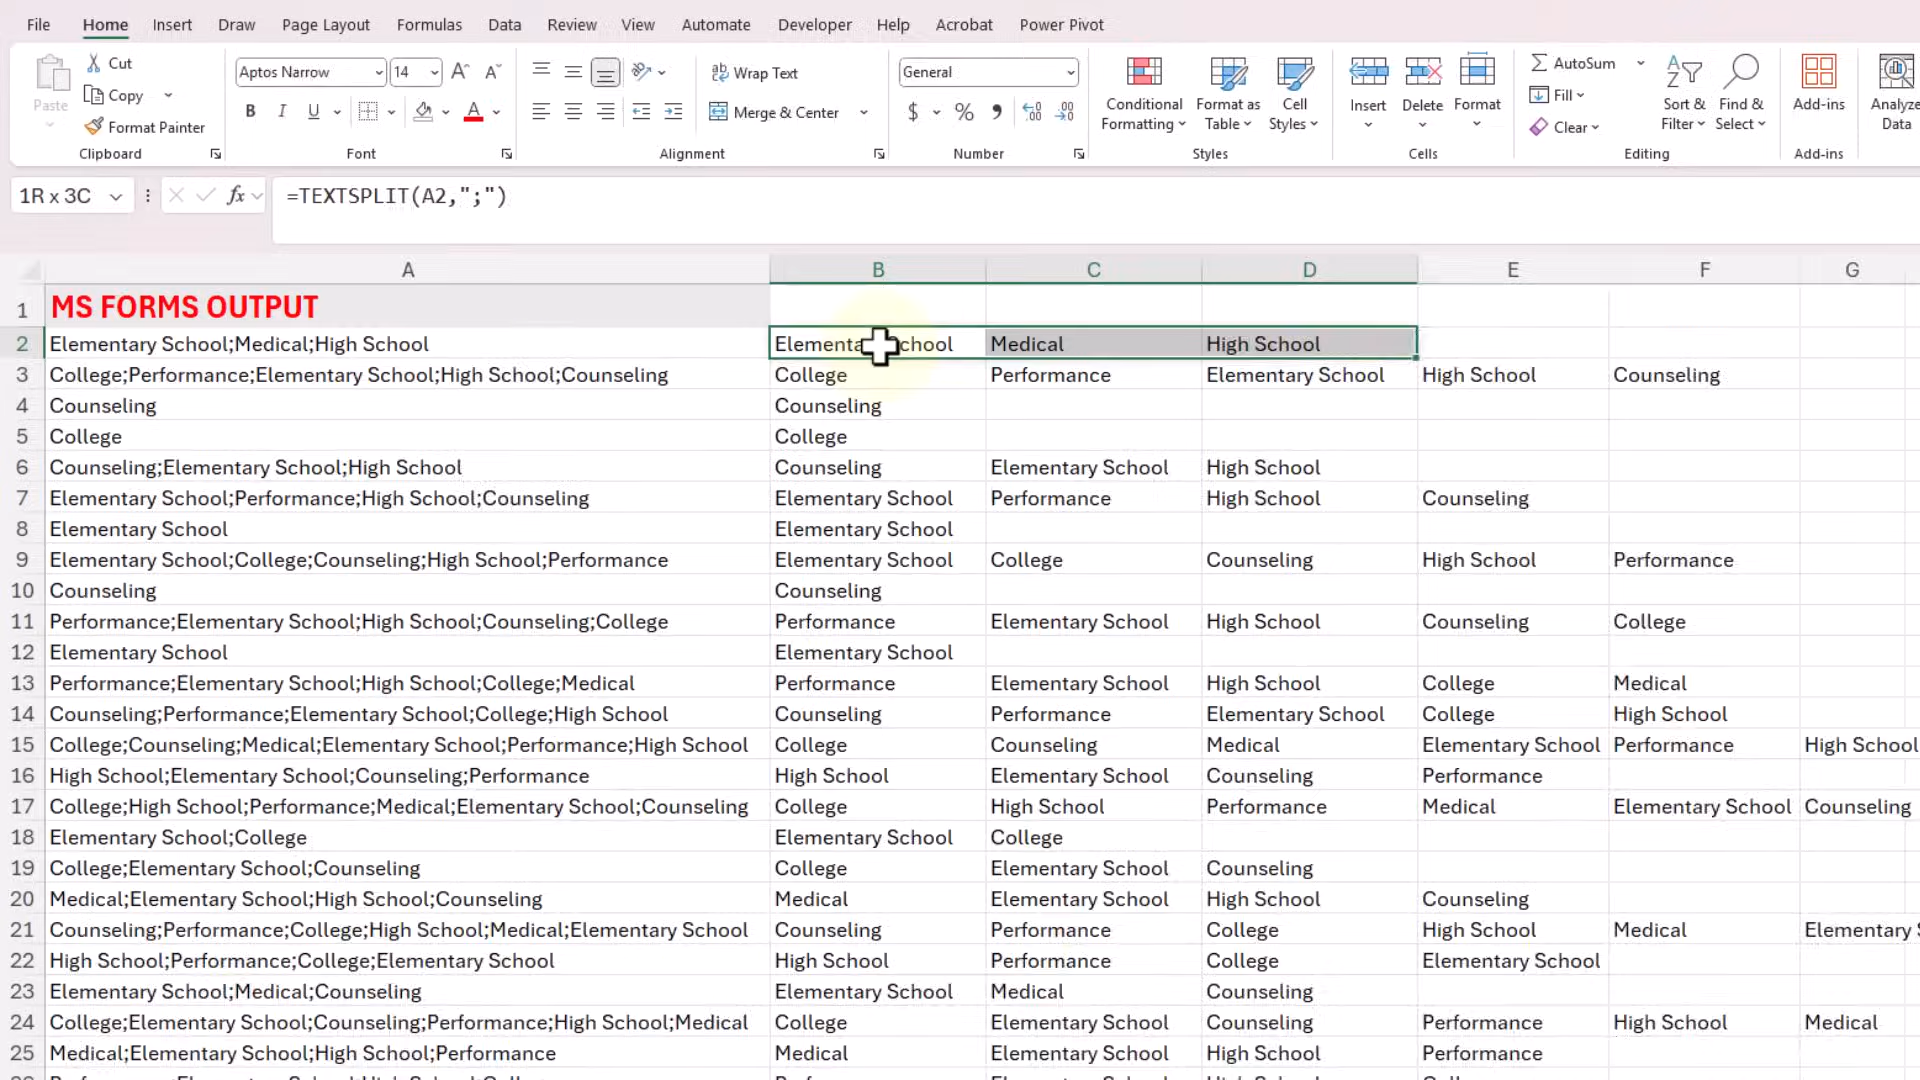 File Home Insert Draw Page Layout Formulas Data Review View Automate Developer Help Acrobat Power Pivot
Paste Cut Copy Format Painter
Clipboard
Aptos Narrow 14
B I U A
Font
Wrap Text
Merge & Center
Alignment
General
$ % ,
Number
Conditional Formatting Format as Table Cell Styles
Styles
Insert Delete Format
Cells
AutoSum Fill Clear Sort & Filter Find & Select
Editing
Add-ins
Add-ins
Analyze Data
1R x 3C fx =TEXTSPLIT(A2,";")
A B C D E F G
1 MS FORMS OUTPUT
2 Elementary School;Medical;High School Elementary School Medical High School
3 College;Performance;Elementary School;High School;Counseling College Performance Elementary School High School Counseling
4 Counseling Counseling
5 College College
6 Counseling;Elementary School;High School Counseling Elementary School High School
7 Elementary School;Performance;High School;Counseling Elementary School Performance High School Counseling
8 Elementary School Elementary School
9 Elementary School;College;Counseling;High School;Performance Elementary School College Counseling High School Performance
10 Counseling Counseling
11 Performance;Elementary School;High School;Counseling;College Performance Elementary School High School Counseling College
12 Elementary School Elementary School
13 Performance;Elementary School;High School;College;Medical Performance Elementary School High School College Medical
14 Counseling;Performance;Elementary School;College;High School Counseling Performance Elementary School College High School
15 College;Counseling;Medical;Elementary School;Performance;High School College Counseling Medical Elementary School Performance High School
16 High School;Elementary School;Counseling;Performance High School Elementary School Counseling Performance
17 College;High School;Performance;Medical;Elementary School;Counseling College High School Performance Medical Elementary School Counseling
18 Elementary School;College Elementary School College
19 College;Elementary School;Counseling College Elementary School Counseling
20 Medical;Elementary School;High School;Counseling Medical Elementary School High School Counseling
21 Counseling;Performance;College;High School;Medical;Elementary School Counseling Performance College High School Medical Elementary
22 High School;Performance;College;Elementary School High School Performance College Elementary School
23 Elementary School;Medical;Counseling Elementary School Medical Counseling
24 College;Elementary School;Counseling;Performance;High School;Medical College Elementary School Counseling Performance High School Medical
25 Medical;Elementary School;High School;Performance Medical Elementary School High School Performance